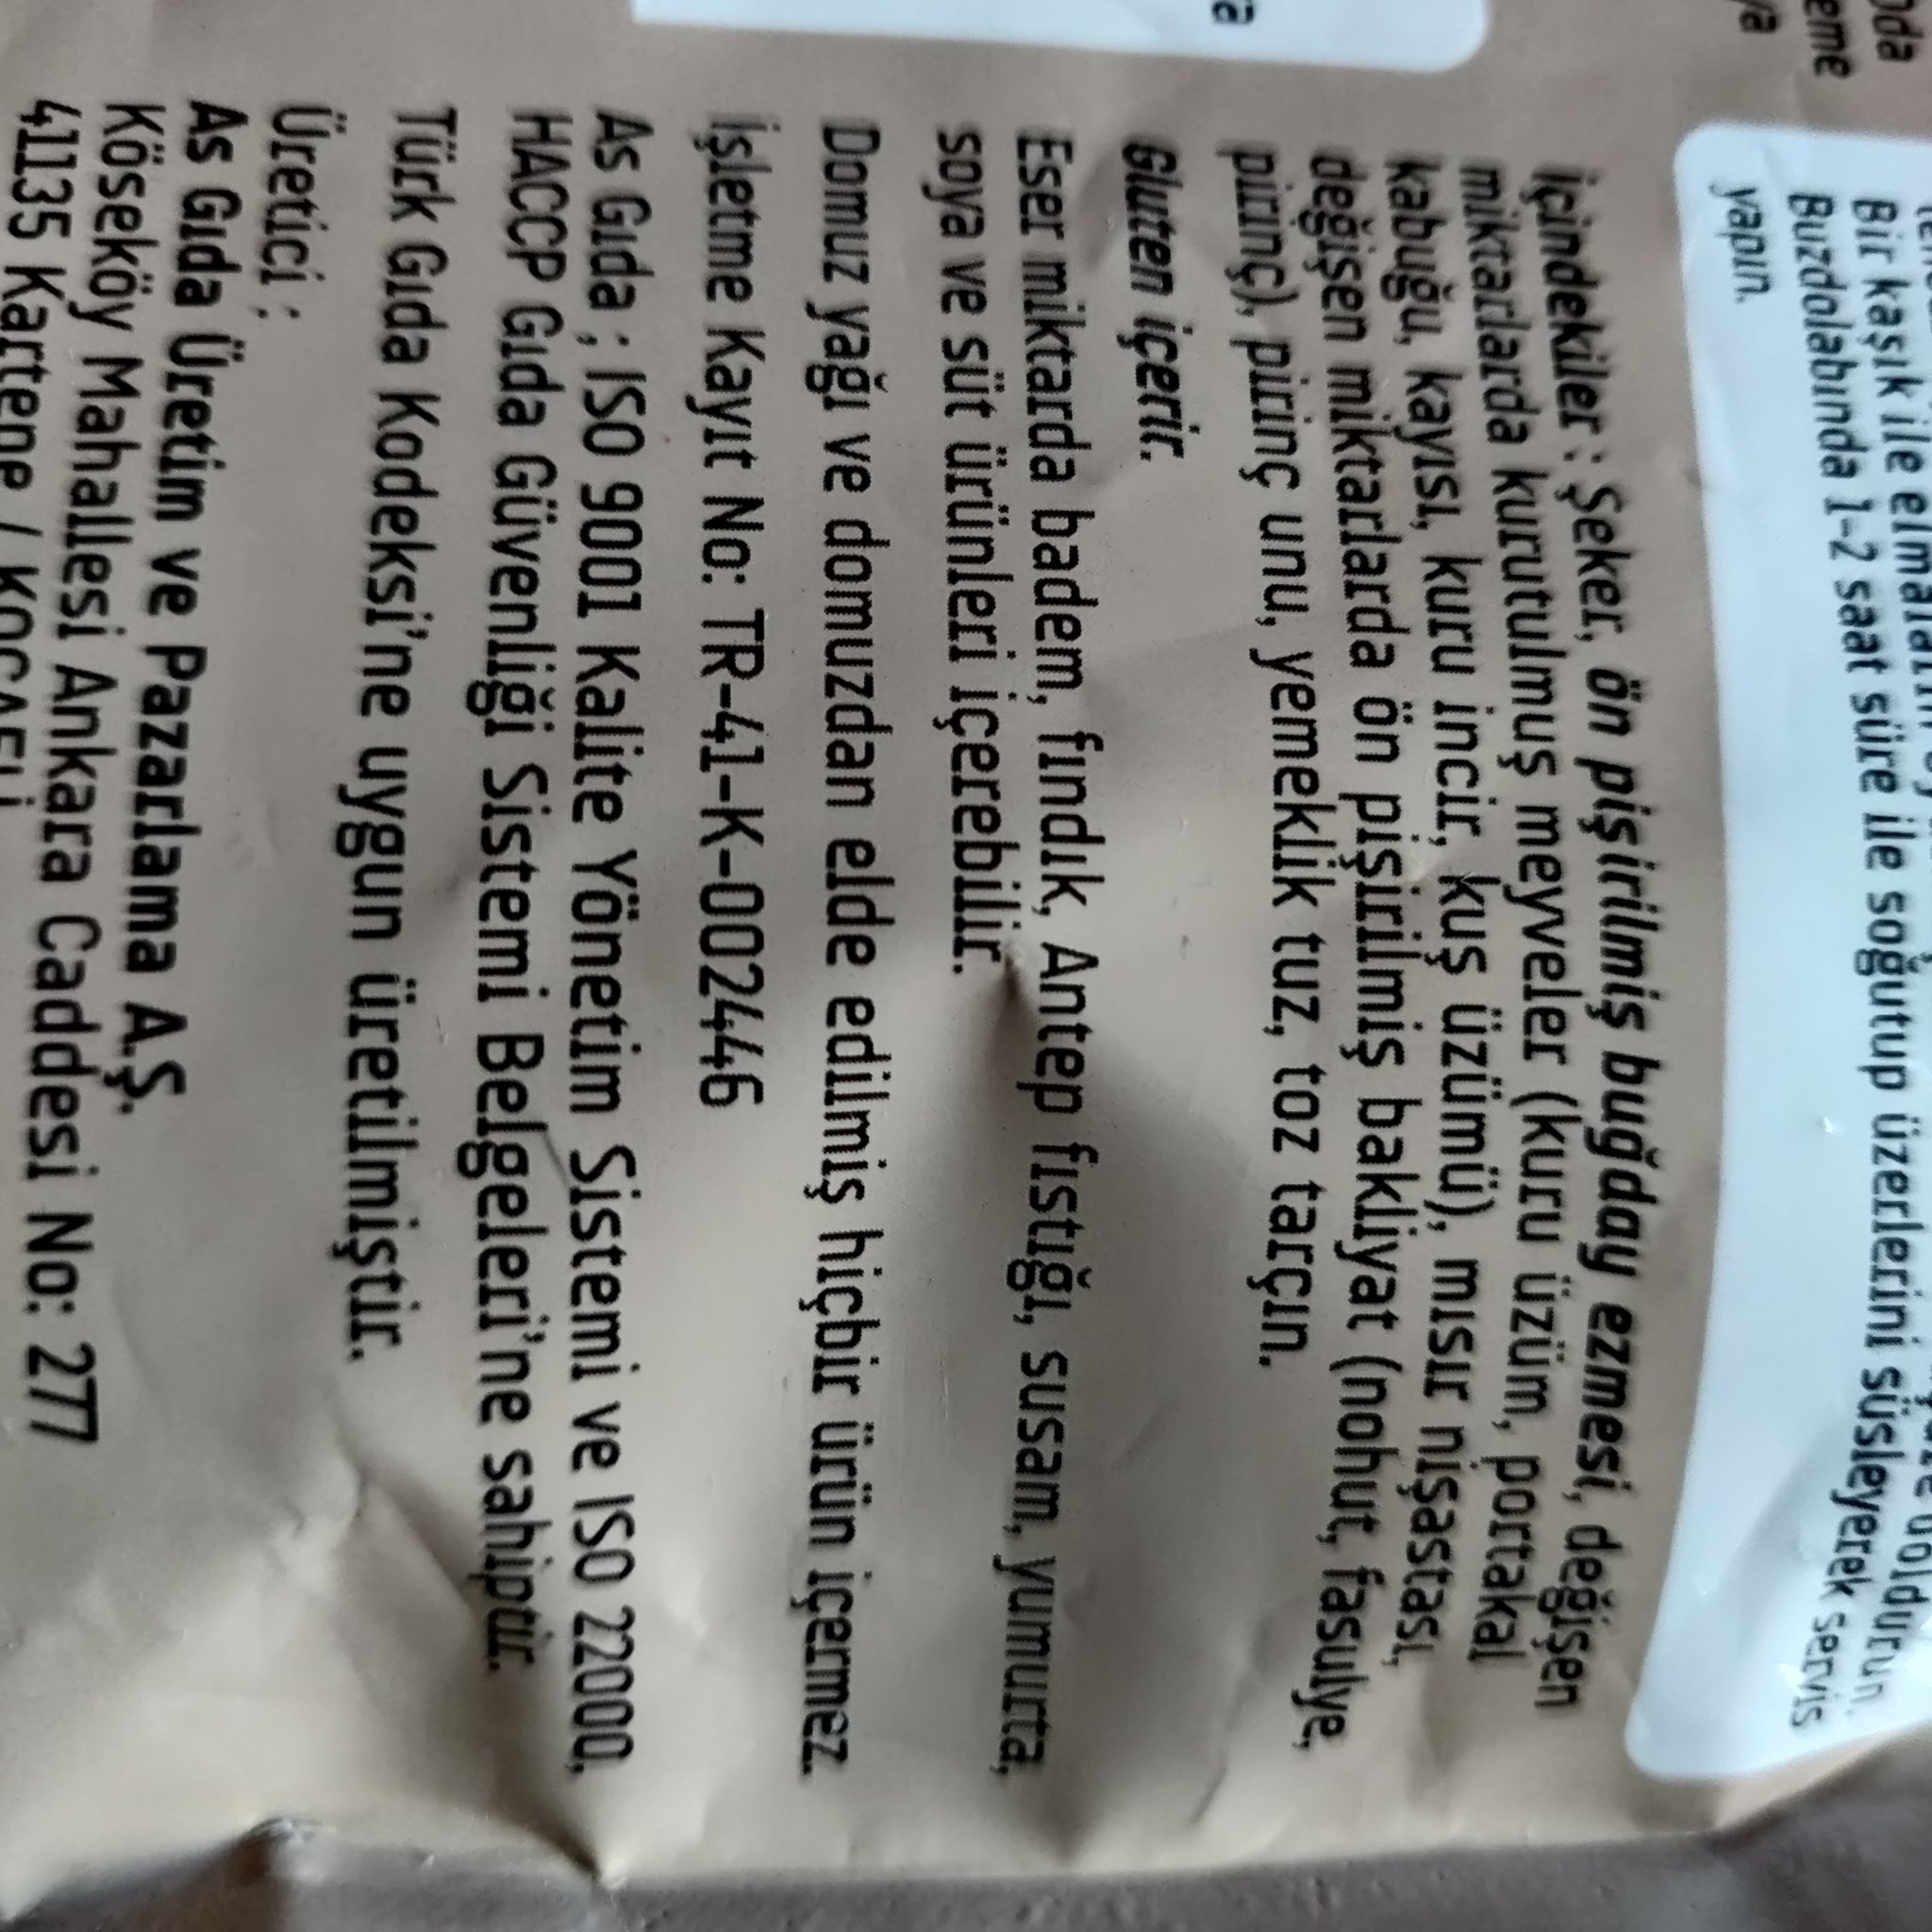 Bir kaşık ile
Buzdolabında 1-2 saat süre ile soğutup üzerlerini süsleyerek servis
yapın.
İçindekiler : Şeker, ön pişirilmiş buğday ezmesi, değişen
miktarlarda kurutulmuş meyveler (kuru üzüm, portakal
kabuğu, kayısı, kuru incir, kuş üzümü), mısır nişastası,
değişen miktarlarda ön pişirilmiş bakliyat (nohut, fasulye,
pirinç), pirinç unu, yemeklik tuz, toz tarçın.
Gluten içerir.
Eser miktarda badem, fındık, Antep fıstığı, susam, yumurta,
soya ve süt ürünleri içerebilir.
Domuz yağı ve domuzdan elde edilmiş hiçbir ürün içermez.
İşletme Kayıt No: TR-41-K-002446
As Gıda ; ISO 9001 Kalite Yönetim Sistemi ve ISO 22000,
HACCP Gıda Güvenliği Sistemi Belgeleri'ne sahiptir.
Türk Gıda Kodeksi'ne uygun üretilmiştir.
Üretici ;
As Gıda Üretim ve Pazarlama A.Ş.
Köseköy Mahallesi Ankara Caddesi No: 277
41135 Kartepe / KOCAELİ